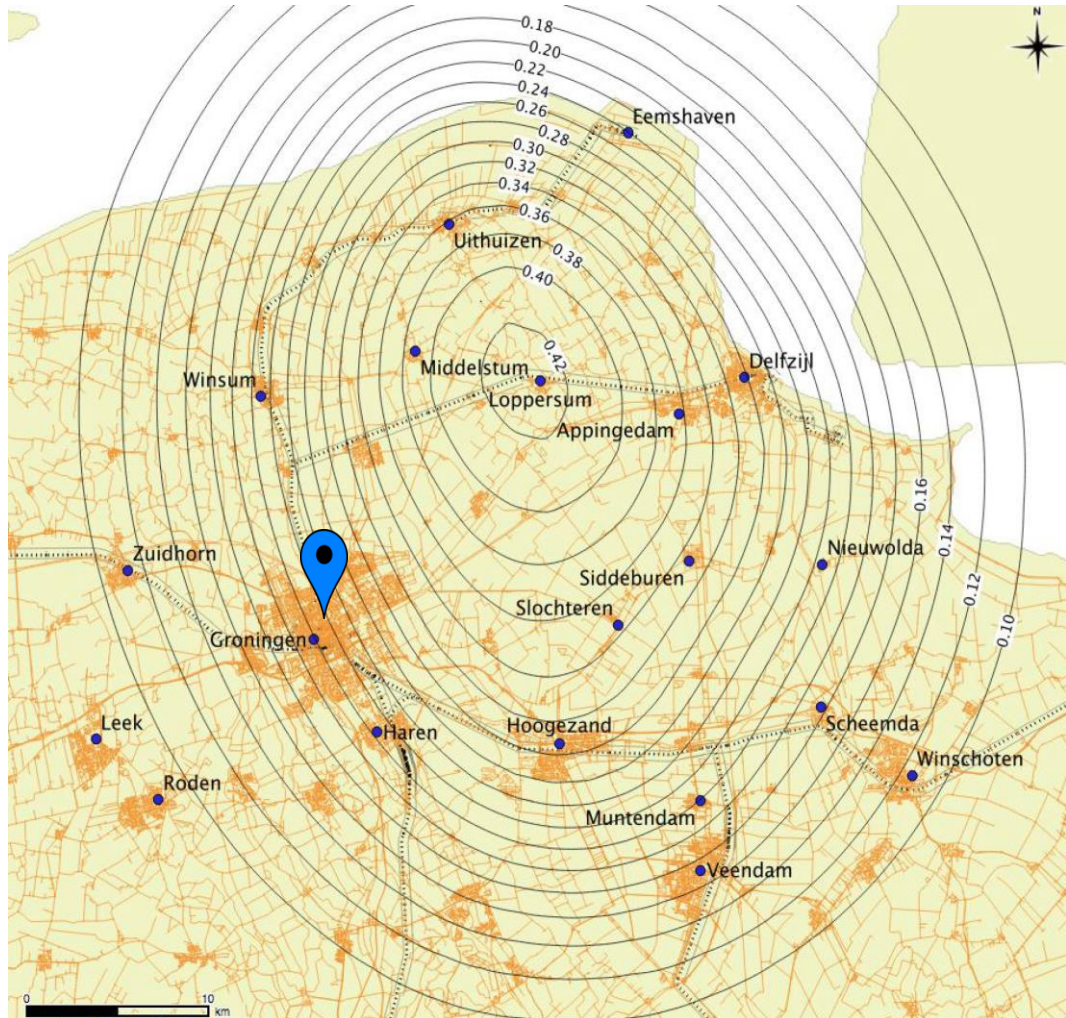 N
0.18
0.20
0.22
0.24
0.26
Eemshaven
0.28
0.30
0.32
0.34
0.36
Uithuizen
0.38
0.40
0.42
Delfzijl
Middelstum
Winsum
Loppersum
Appingedam
0.16
0.14
Nieuwolda
Zuidhorn
Siddeburen
0.12
Slochteren
0.10
Groningen
Leek
Haren
Hoogezand
Scheemda
Winschoten
Roden
Muntendam
Veendam
0 10
km